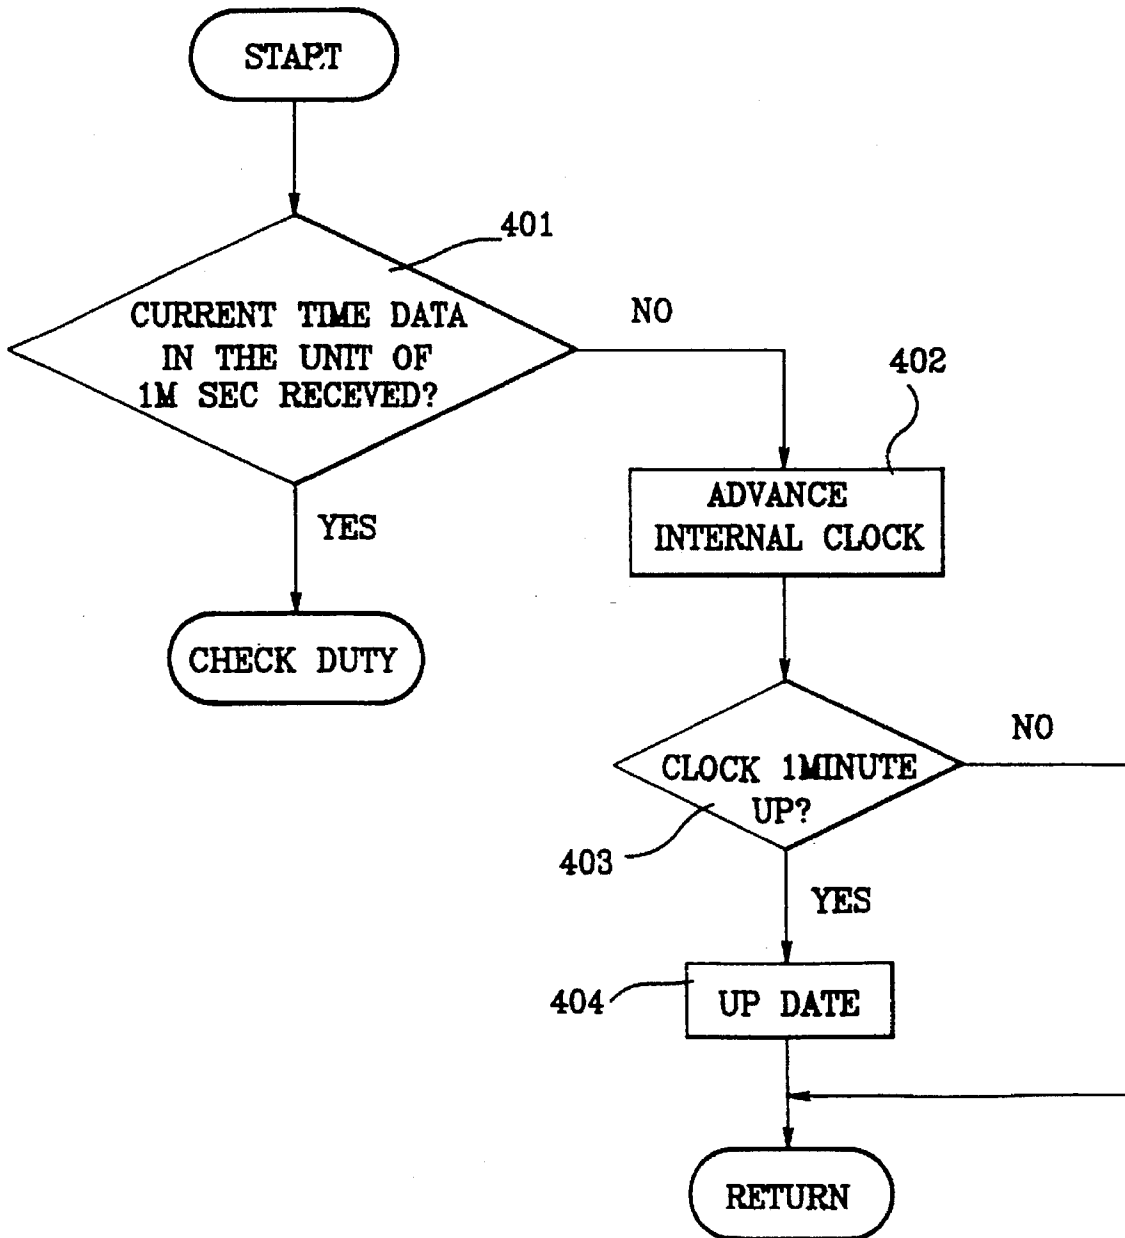 START
401
CURRENT TIME DATA
IN THE UNIT OF
1M SEC RECEVED?
NO
402
ADVANCE
INTERNAL CLOCK
YES
CHECK DUTY
NO
CLOCK 1MINUTE
UP?
403
YES
404
UP DATE
RETURN